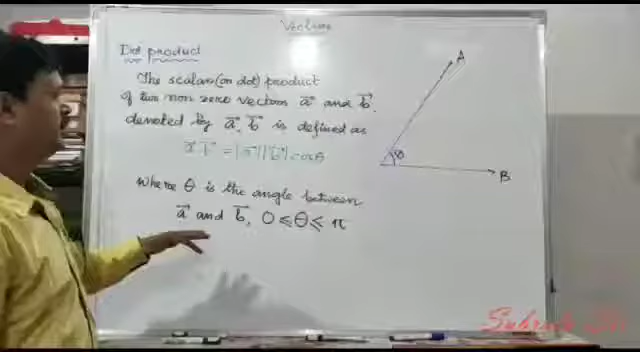 Vectors
Dot product
The scalar (or dot) product
of two non zero vectors a⃗ and b⃗,
denoted by a⃗. b⃗ is defined as
a⃗.b⃗ = |a⃗||b⃗| cosθ
Where θ is the angle between
a⃗ and b⃗, 0 ≤ θ ≤ π
A
θ
B